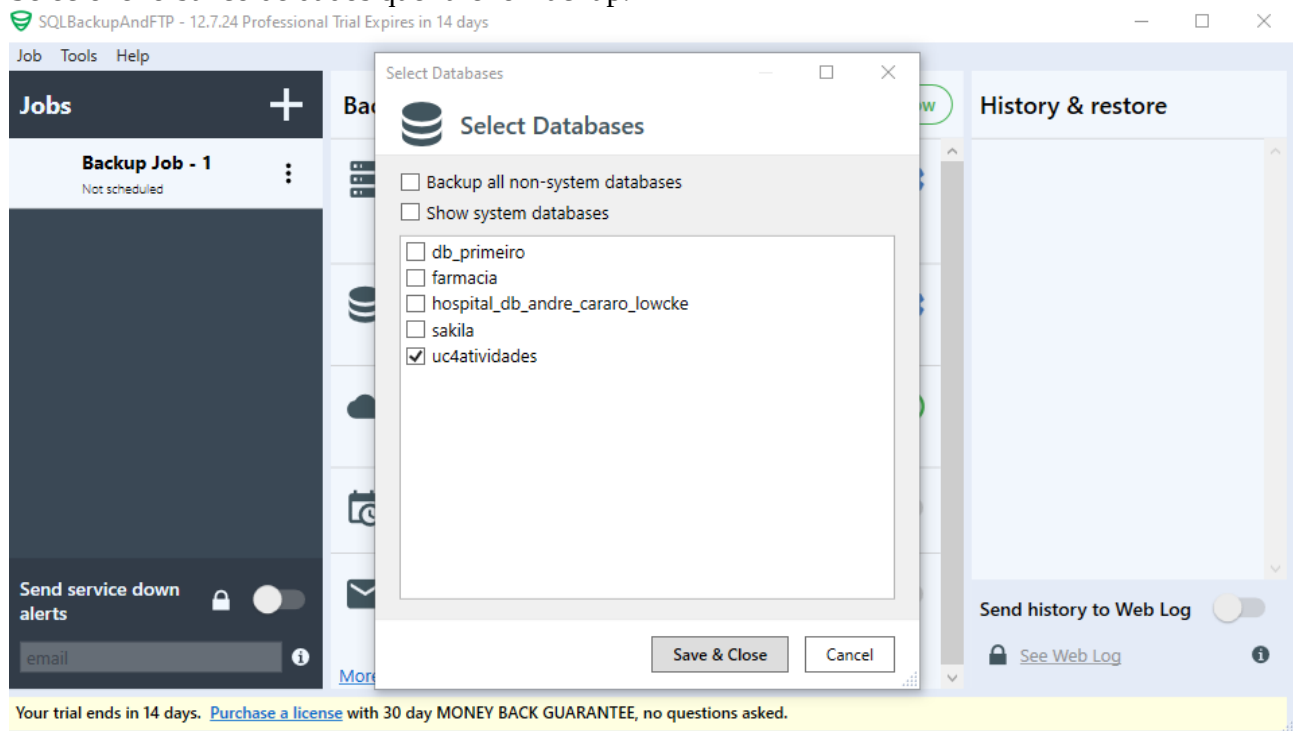 SQLBackupAndFTP - 12.7.24 Professional Trial Expires in 14 days
Job Tools Help
Jobs
Backup Job - 1
Not scheduled
Send service down
alerts
email
Select Databases
Select Databases
Backup all non-system databases
Show system databases
db_primeiro
farmacia
hospital_db_andre_cararo_lowcke
sakila
uc4atividades
Save & Close
Cancel
More
History & restore
Send history to Web Log
See Web Log
Your trial ends in 14 days. Purchase a license with 30 day MONEY BACK GUARANTEE, no questions asked.